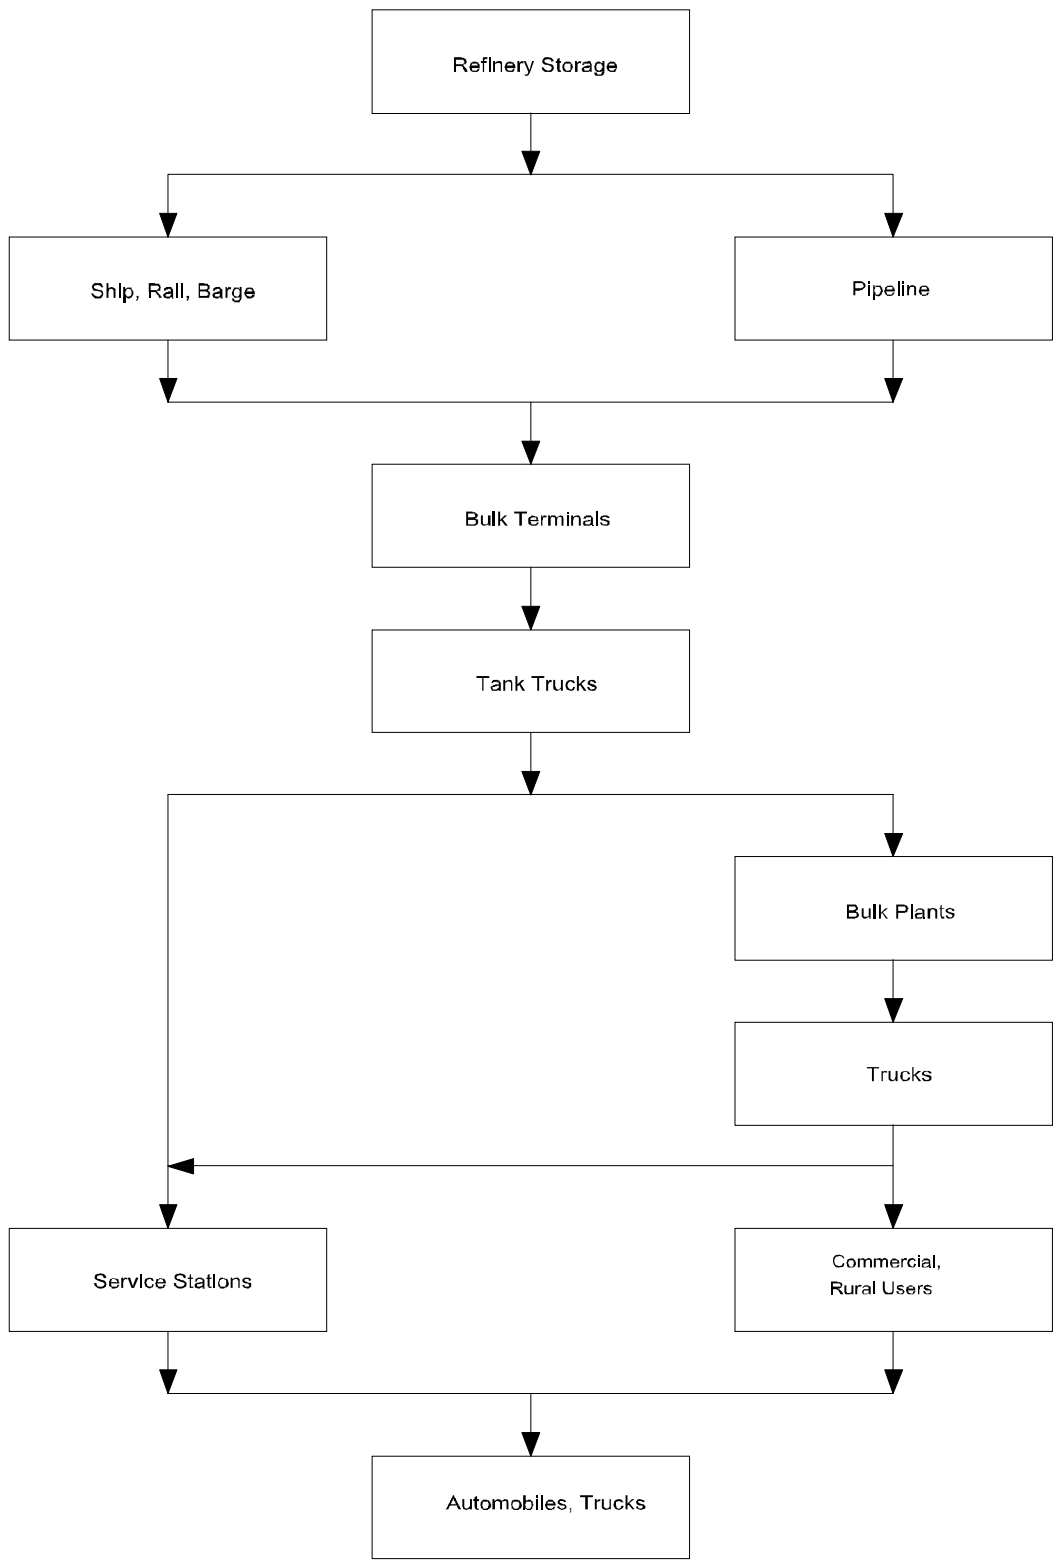 Refinery Storage
Ship, Rail, Barge
Pipeline
Bulk Terminals
Tank Trucks
Bulk Plants
Trucks
Service Stations
Commercial,
Rural Users
Automobiles, Trucks